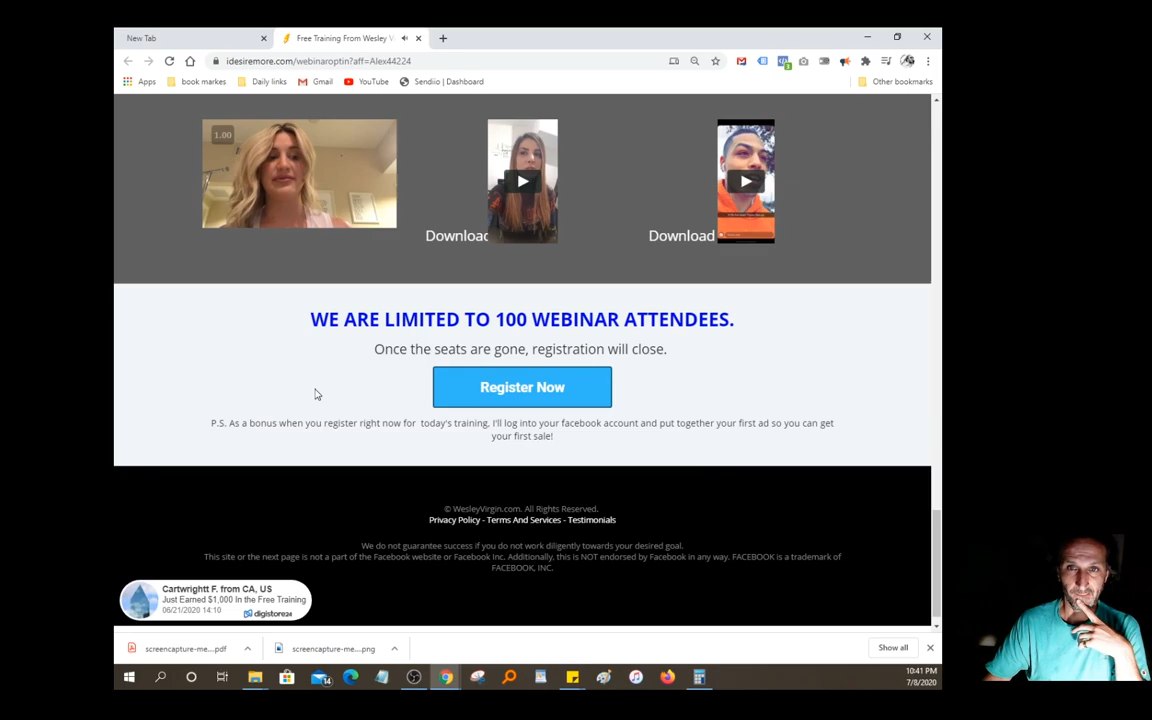 New Tab
Free Training From Wesley V
idesiremore.com/webinaroptin?aff=Alex44224
Apps
book markes
Daily links
Gmail
YouTube
Sendiio | Dashboard
Other bookmarks
1.00
Download
Download
WE ARE LIMITED TO 100 WEBINAR ATTENDEES.
Once the seats are gone, registration will close.
Register Now
P.S. As a bonus when you register right now for today's training, I'll log into your facebook account and put together your first ad so you can get
your first sale!
© WesleyVirgin.com. All Rights Reserved.
Privacy Policy - Terms And Services - Testimonials
We do not guarantee success if you do not work diligently towards your desired goal.
This site or the next page is not a part of the Facebook website or Facebook Inc. Additionally, this is NOT endorsed by Facebook in any way. FACEBOOK is a trademark of
FACEBOOK, INC.
Cartwrightt F. from CA, US
Just Earned $1,000 In the Free Training
06/21/2020 14:10
digistore24
screencapture-me....pdf
screencapture-me....png
Show all
14
10:41 PM
7/8/2020